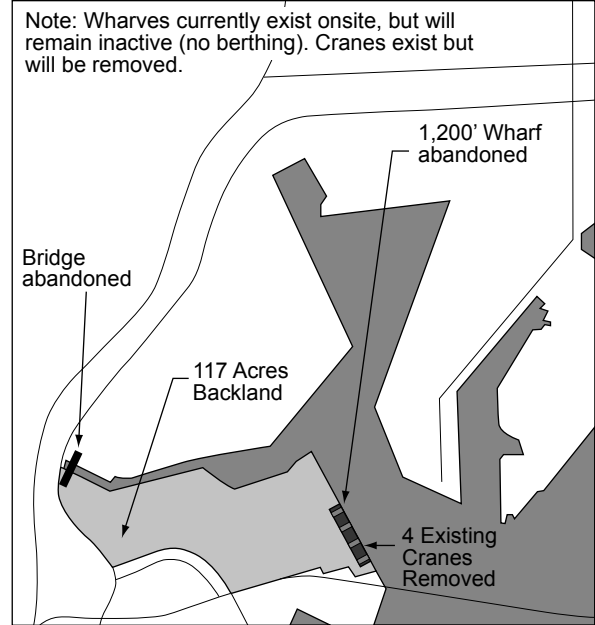 Note: Wharves currently exist onsite, but will
remain inactive (no berthing). Cranes exist but
will be removed.
1,200' Wharf
abandoned
Bridge
abandoned
117 Acres
Backland
4 Existing
Cranes
Removed